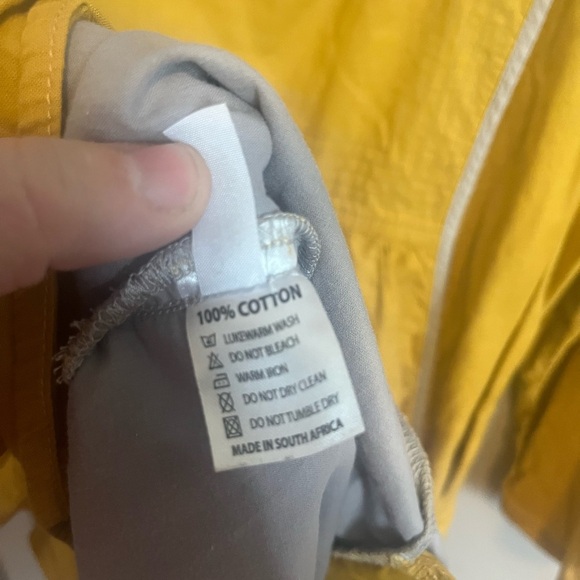 100% COTTON
LUKEWARM WASH
DO NOT BLEACH
WARM IRON
DO NOT DRY CLEAN
DO NOT TUMBLE DRY
MADE IN SOUTH AFRICA